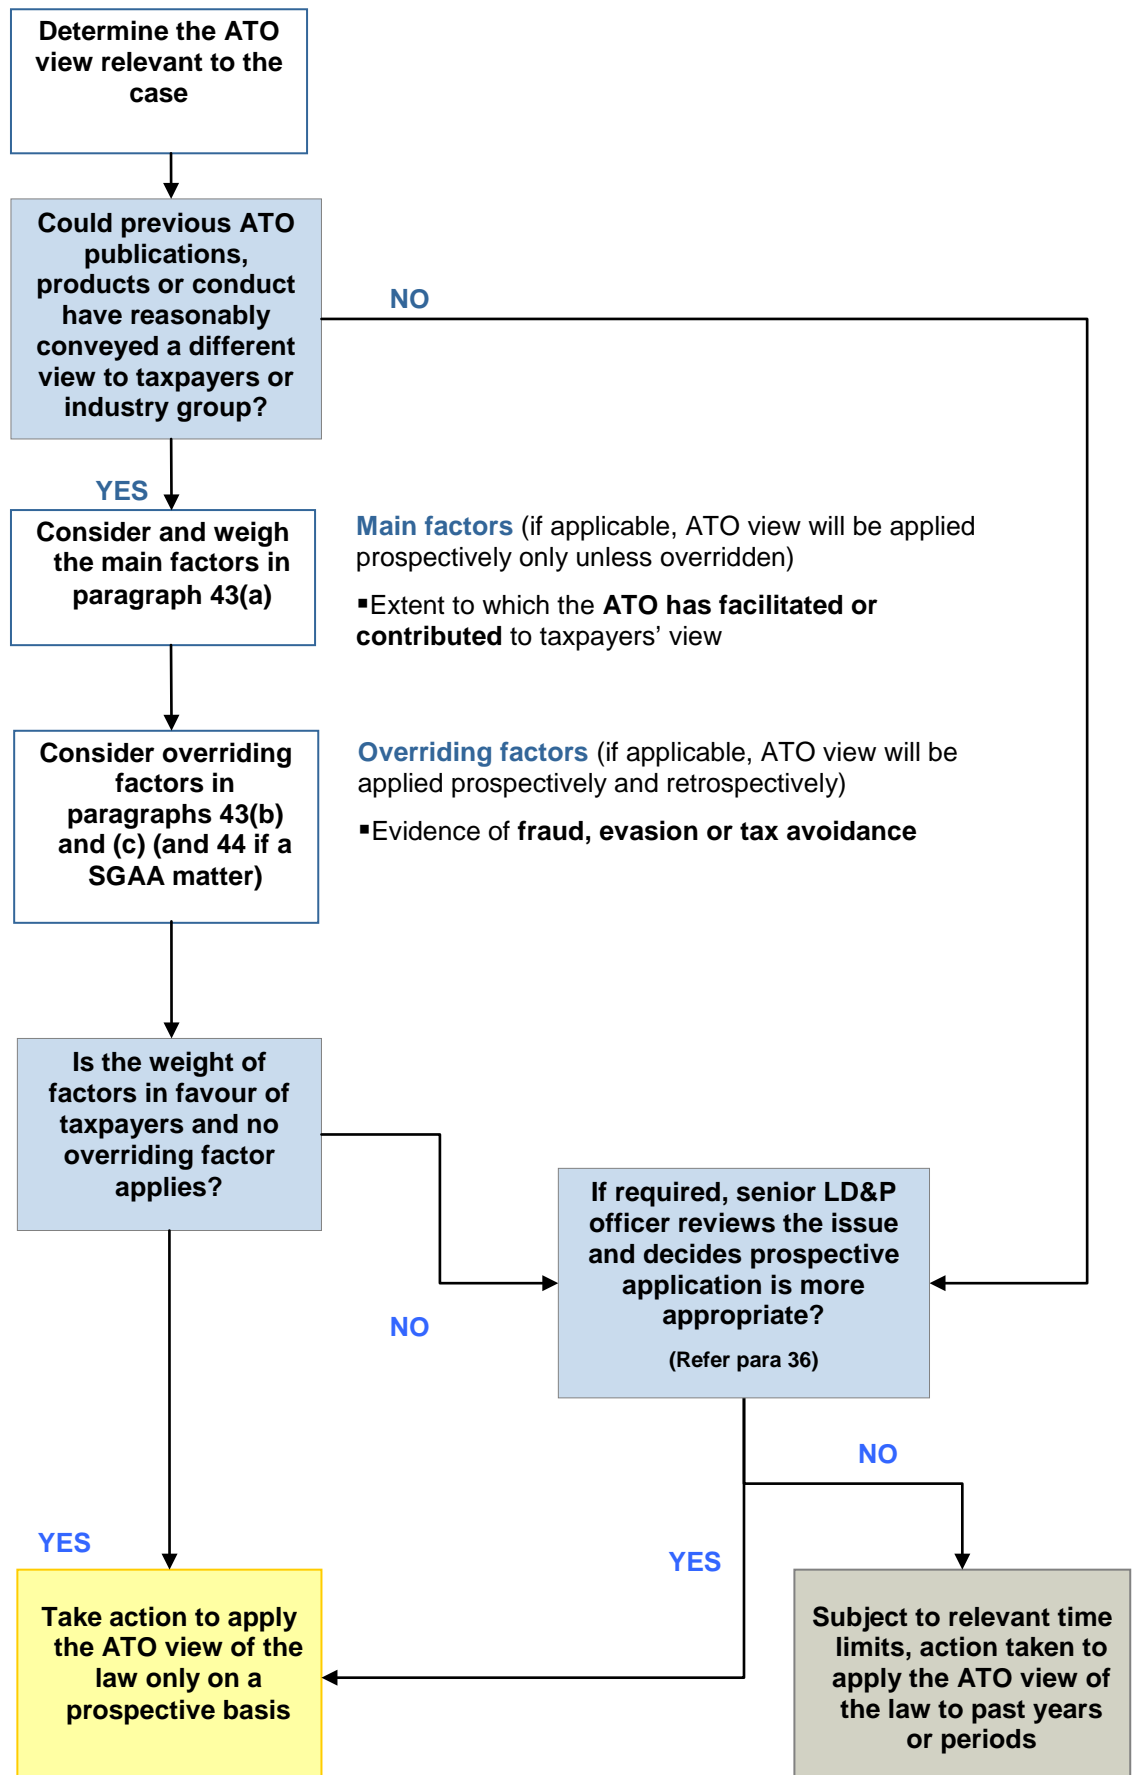 Determine the ATO
view relevant to the
case
Could previous ATO
publications,
products or conduct
have reasonably
conveyed a different
view to taxpayers or
industry group?
NO
YES
Consider and weigh
the main factors in
paragraph 43(a)
Main factors (if applicable, ATO view will be applied
prospectively only unless overridden)
▪Extent to which the ATO has facilitated or
contributed to taxpayers’ view
Consider overriding
factors in
paragraphs 43(b)
and (c) (and 44 if a
SGAA matter)
Overriding factors (if applicable, ATO view will be
applied prospectively and retrospectively)
▪Evidence of fraud, evasion or tax avoidance
Is the weight of
factors in favour of
taxpayers and no
overriding factor
applies?
NO
If required, senior LD&P
officer reviews the issue
and decides prospective
application is more
appropriate?
(Refer para 36)
NO
YES
YES
Take action to apply
the ATO view of the
law only on a
prospective basis
Subject to relevant time
limits, action taken to
apply the ATO view of
the law to past years
or periods